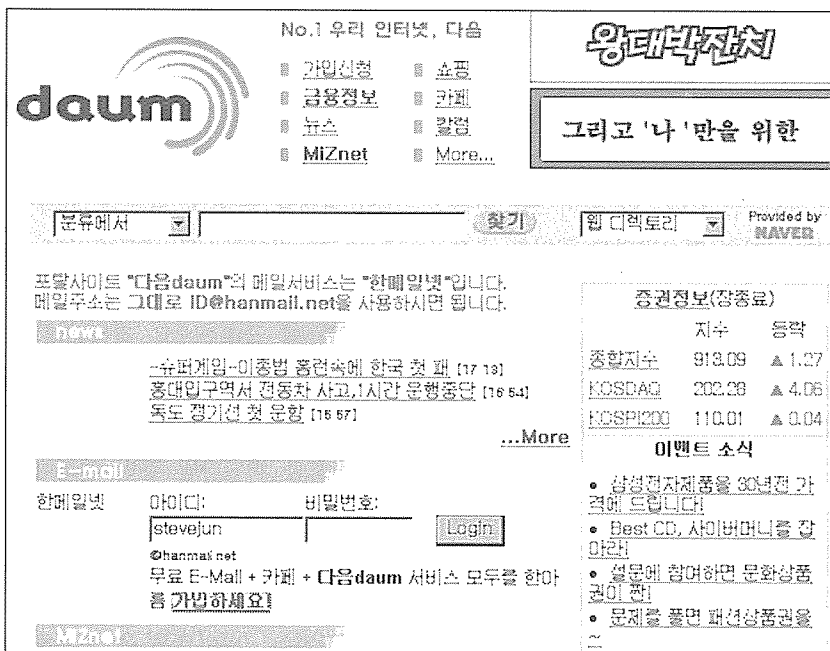 No.1 우리 인터넷, 다음
daum
가입신청
쇼핑
금융정보
카페
뉴스
칼럼
MiZnet
More...
왕대박잔치
그리고 '나'만을 위한
분류에서
찾기
웹 디렉토리
Provided by
NAVER
포탈사이트 "다음daum"의 메일서비스는 "한메일넷"입니다.
메일주소는 그대로 ID@hanmail.net을 사용하시면 됩니다.
news
-슈퍼게임-이종범 홈런속에 한국 첫 패 [17:13]
홍대입구역서 전동차 사고,1시간 운행중단 [16:54]
독도 정기선 첫 운항 [15:57]
...More
E-mail
한메일넷
아이디:
비밀번호:
stevejun
Login
@hanmail.net
무료 E-Mail + 카페 + 다음daum 서비스 모두를 한아
름 가입하세요!
Miznet
증권정보(장종료)
지수 등락
종합지수 913.09 ▲1.27
KOSDAQ 202.28 ▲4.06
KOSPI200 110.01 ▲0.04
이벤트 소식
• 삼성전자제품을 30년전 가
격에 드립니다!
• Best CD, 사이버머니를 잡
아라!
• 설문에 참여하면 문화상품
권이 짠!
• 문제를 풀면 패션상품권을
~